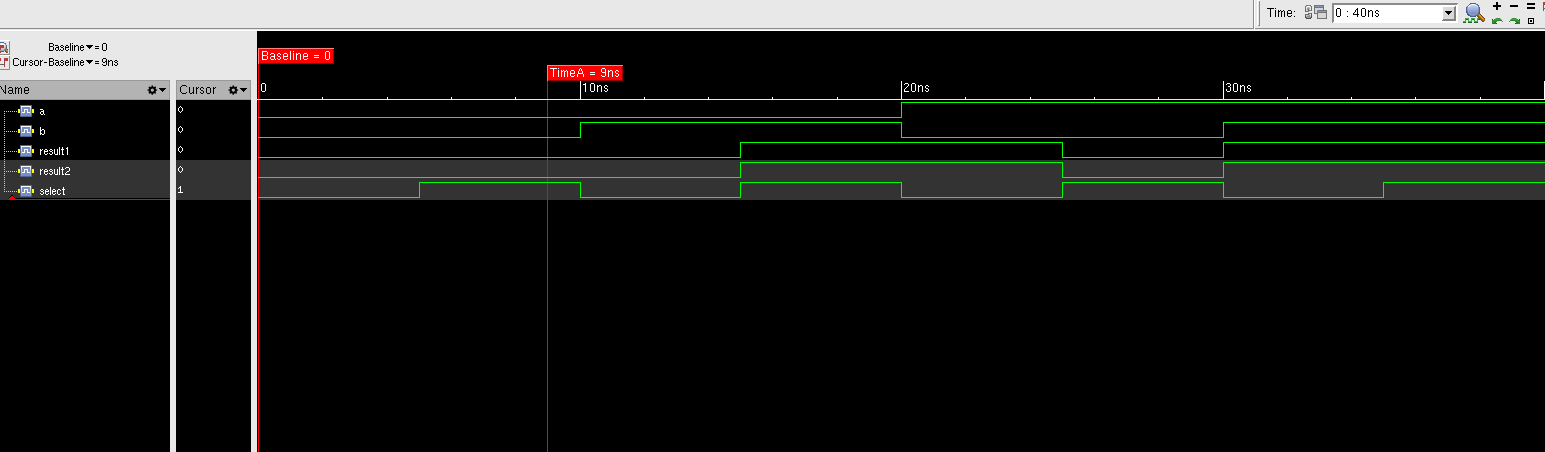 Time: 0 : 40ns
Baseline▼= 0
Cursor-Baseline▼= 9ns
Baseline = 0
TimeA = 9ns
Name Cursor
0 10ns 20ns 30ns
a 0
b 0
result1 0
result2 0
select 1